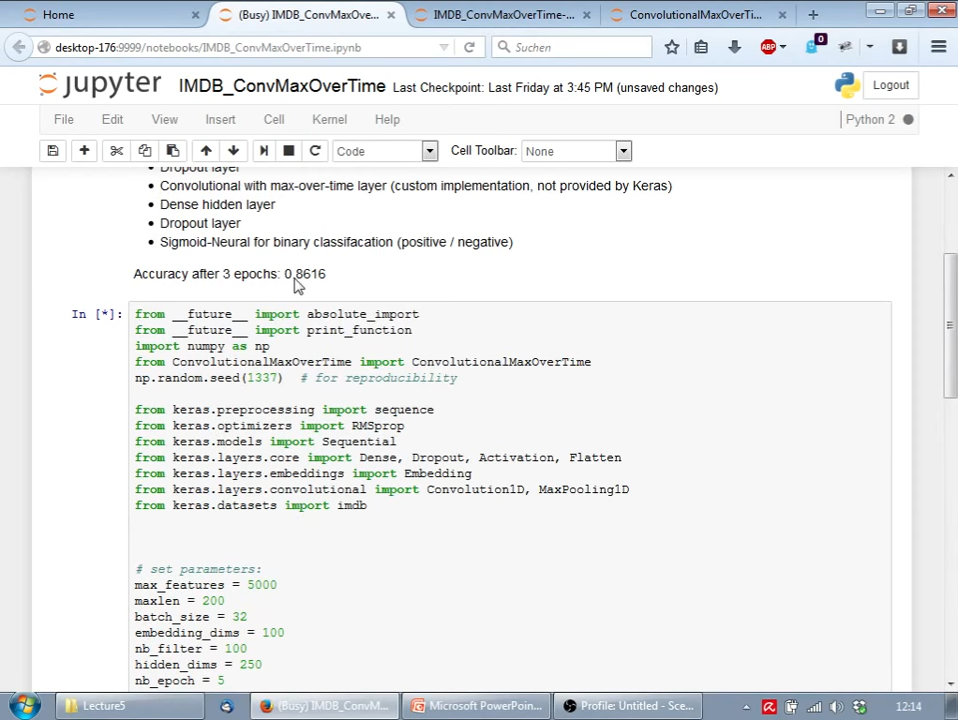 Home
(Busy) IMDB_ConvMaxOve...
IMDB_ConvMaxOverTime-...
ConvolutionalMaxOverTi...
desktop-176:9999/notebooks/IMDB_ConvMaxOverTime.ipynb
Suchen
ABP
0
jupyter
IMDB_ConvMaxOverTime Last Checkpoint: Last Friday at 3:45 PM (unsaved changes)
Logout
File Edit View Insert Cell Kernel Help
Python 2
Code
Cell Toolbar: None
Dropout layer
Convolutional with max-over-time layer (custom implementation, not provided by Keras)
Dense hidden layer
Dropout layer
Sigmoid-Neural for binary classifacation (positive / negative)
Accuracy after 3 epochs: 0.8616
In [*]:
from __future__ import absolute_import
from __future__ import print_function
import numpy as np
from ConvolutionalMaxOverTime import ConvolutionalMaxOverTime
np.random.seed(1337) # for reproducibility
from keras.preprocessing import sequence
from keras.optimizers import RMSprop
from keras.models import Sequential
from keras.layers.core import Dense, Dropout, Activation, Flatten
from keras.layers.embeddings import Embedding
from keras.layers.convolutional import Convolution1D, MaxPooling1D
from keras.datasets import imdb
# set parameters:
max_features = 5000
maxlen = 200
batch_size = 32
embedding_dims = 100
nb_filter = 100
hidden_dims = 250
nb_epoch = 5
Lecture5
(Busy) IMDB_ConvM...
Microsoft PowerPoin...
Profile: Untitled - Sce...
12:14